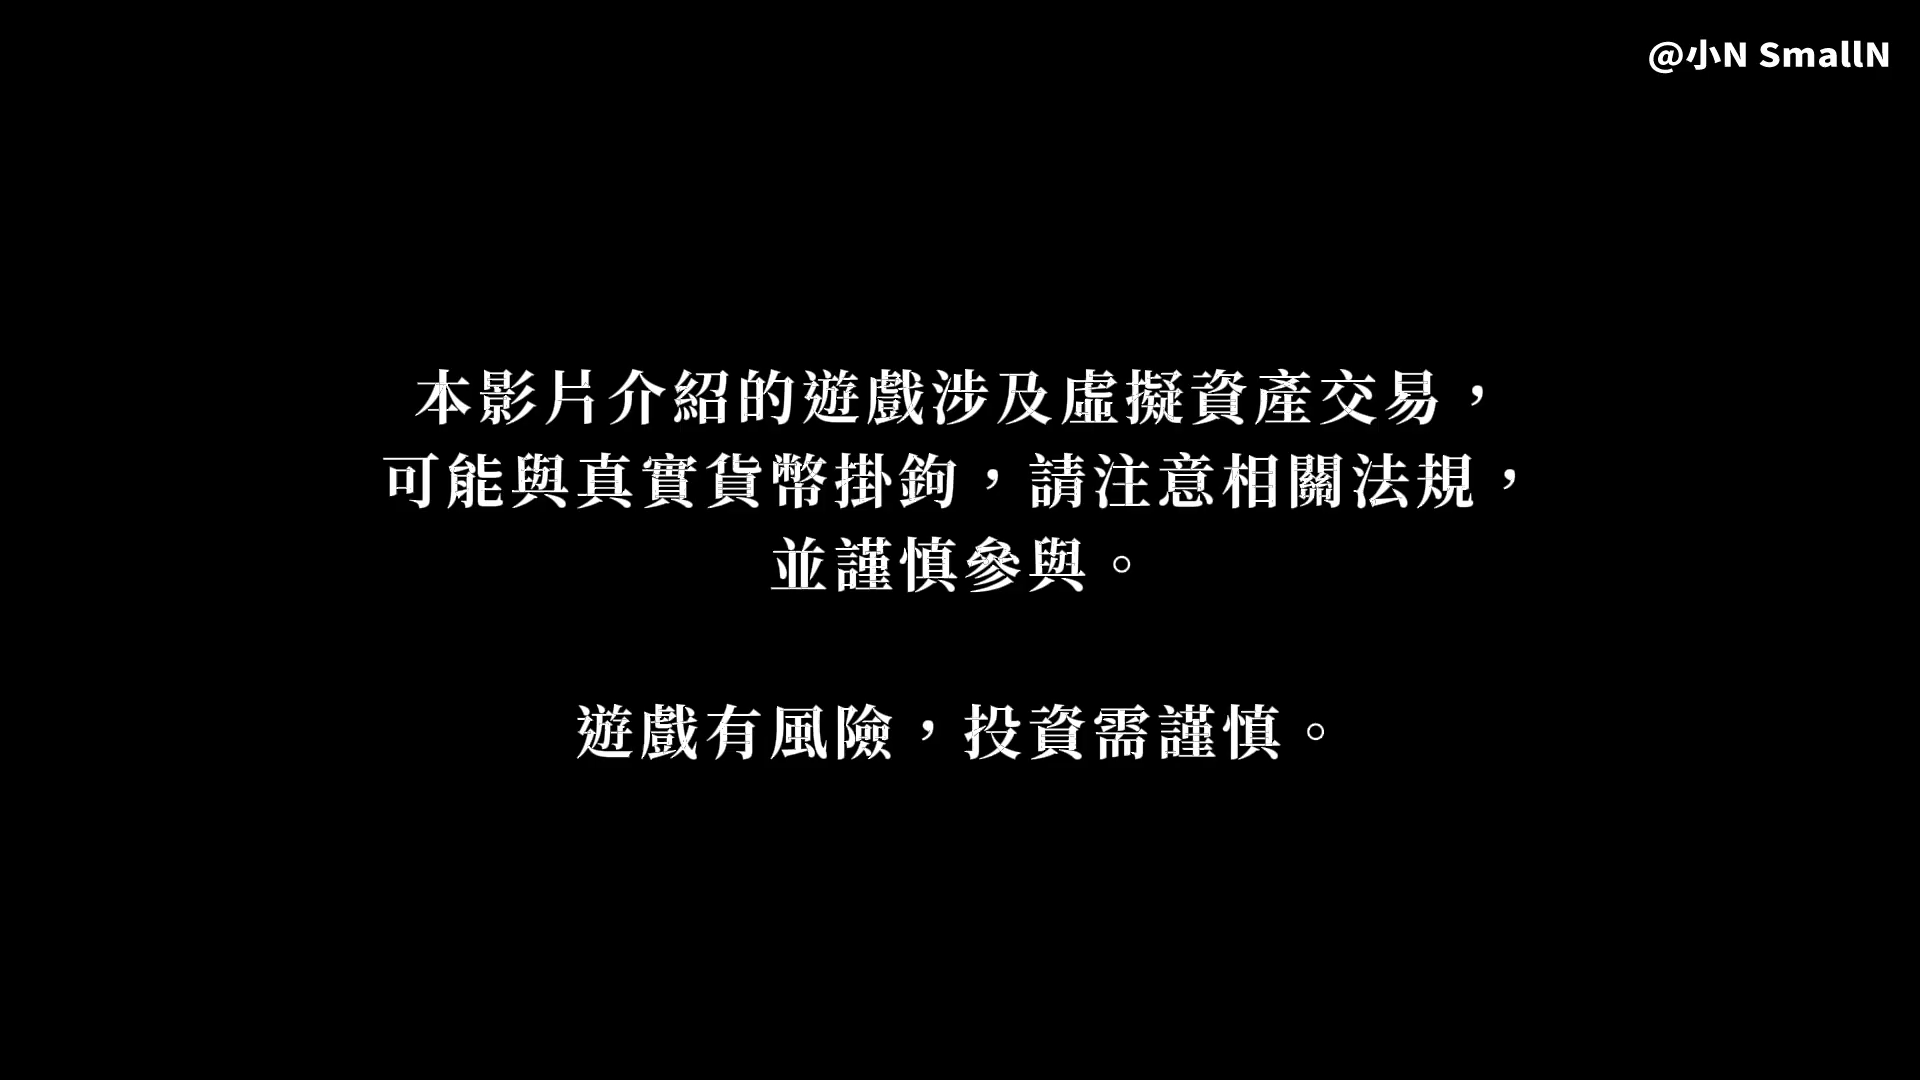 @小N SmallN
本影片介紹的遊戲涉及虛擬資產交易，
可能與真實貨幣掛鉤，請注意相關法規，
並謹慎參與。
遊戲有風險，投資需謹慎。